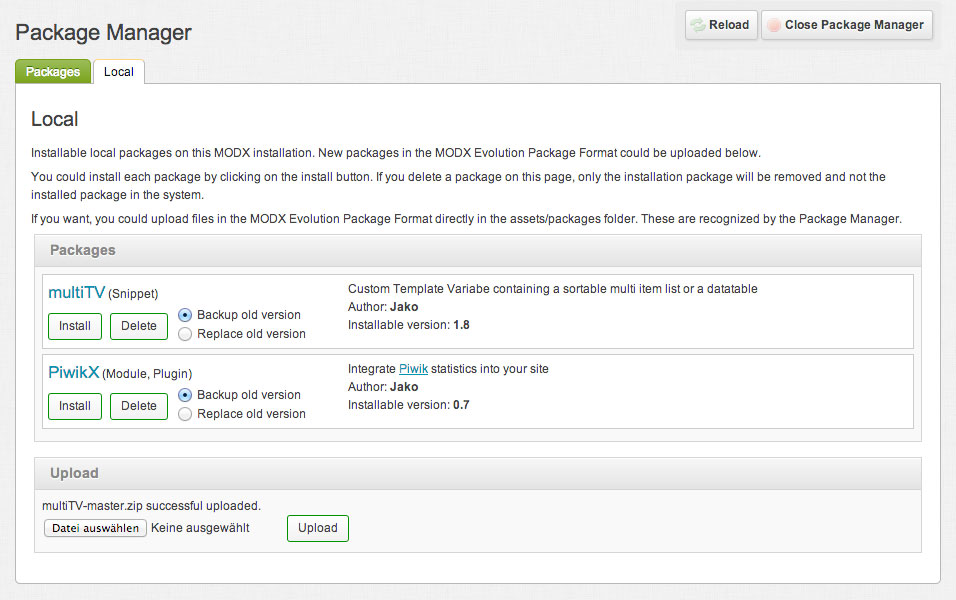 Package Manager
Reload
Close Package Manager
Packages
Local
Local
Installable local packages on this MODX installation. New packages in the MODX Evolution Package Format could be uploaded below.
You could install each package by clicking on the install button. If you delete a package on this page, only the installation package will be removed and not the
installed package in the system.
If you want, you could upload files in the MODX Evolution Package Format directly in the assets/packages folder. These are recognized by the Package Manager.
Packages
multiTV (Snippet)
Install
Delete
Backup old version
Replace old version
Custom Template Variabe containing a sortable multi item list or a datatable
Author: Jako
Installable version: 1.8
PiwikX (Module, Plugin)
Install
Delete
Backup old version
Replace old version
Integrate Piwik statistics into your site
Author: Jako
Installable version: 0.7
Upload
multiTV-master.zip successful uploaded.
Datei auswählen Keine ausgewählt
Upload